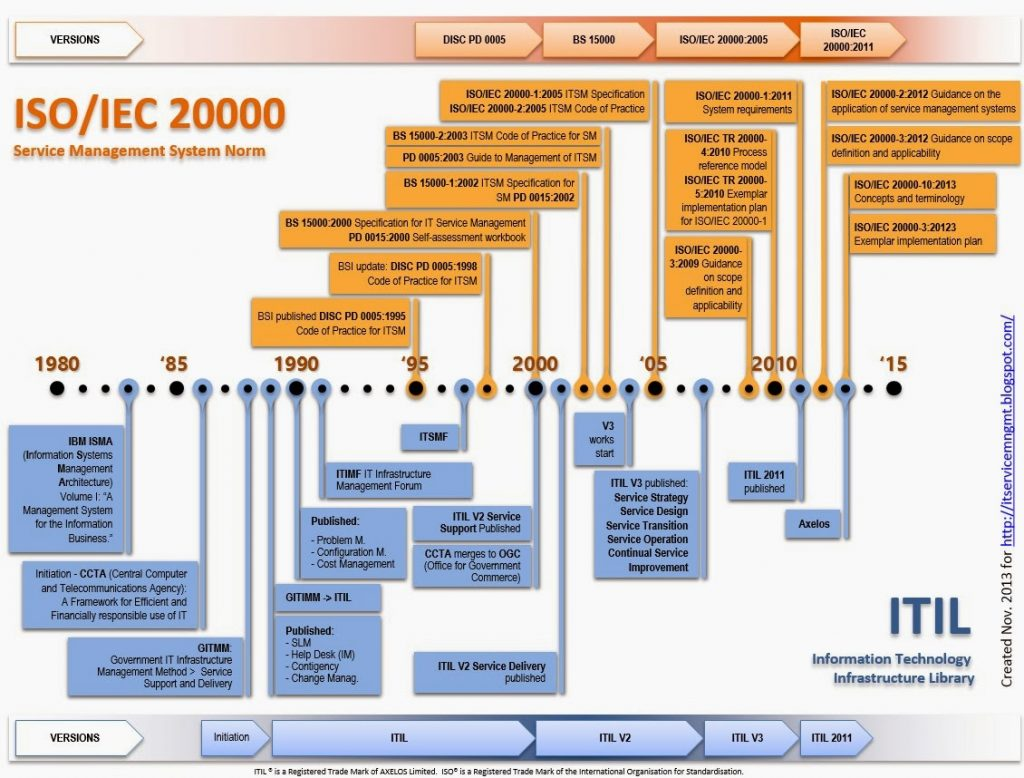 VERSIONS
DISC PD 0005
BS 15000
ISO/IEC 20000:2005
ISO/IEC
20000:2011
ISO/IEC 20000
Service Management System Norm
ISO/IEC 20000-1:2005 ITSM Specification
ISO/IEC 20000-2:2005 ITSM Code of Practice
BS 15000-2:2003 ITSM Code of Practice for SM
PD 0005:2003 Guide to Management of ITSM
BS 15000-1:2002 ITSM Specification for
SM PD 0015:2002
BS 15000:2000 Specification for IT Service Management
PD 0015:2000 Self-assessment workbook
BSI update: DISC PD 0005:1998
Code of Practice for ITSM
BSI published DISC PD 0005:1995
Code of Practice for ITSM
ISO/IEC 20000-1:2011
System requirements
ISO/IEC TR 20000-
4:2010 Process
reference model
ISO/IEC TR 20000-
5:2010 Exemplar
implementation plan
for ISO/IEC 20000-1
ISO/IEC 20000-
3:2009 Guidance
on scope
definition and
applicability
ISO/IEC 20000-2:2012 Guidance on the
application of service management systems
ISO/IEC 20000-3:2012 Guidance on scope
definition and applicability
ISO/IEC 20000-10:2013
Concepts and terminology
ISO/IEC 20000-3:20123
Exemplar implementation plan
1980
‘85
1990
‘95
2000
‘05
2010
‘15
IBM ISMA
(Information Systems
Management
Architecture)
Volume I: “A
Management System
for the Information
Business.”
Initiation - CCTA (Central Computer
and Telecommunications Agency):
A Framework for Efficient and
Financially responsible use of IT
GITMM:
Government IT Infrastructure
Management Method > Service
Support and Delivery
ITIMF IT Infrastructure
Management Forum
Published:
- Problem M.
- Configuration M.
- Cost Management
GITIMM -> ITIL
Published:
- SLM
- Help Desk (IM)
- Contigency
- Change Manag.
ITSMF
ITIL V2 Service
Support Published
CCTA merges to OGC
(Office for Government
Commerce)
ITIL V2 Service Delivery
published
V3
works
start
ITIL V3 published:
Service Strategy
Service Design
Service Transition
Service Operation
Continual Service
Improvement
ITIL 2011
published
Axelos
ITIL
Information Technology
Infrastructure Library
Created Nov. 2013 for http://itservicemngmt.blogspot.com/
VERSIONS
Initiation
ITIL
ITIL V2
ITIL V3
ITIL 2011
ITIL ® is a Registered Trade Mark of AXELOS Limited. ISO® is a Registered Trade Mark of the International Organisation for Standardisation.